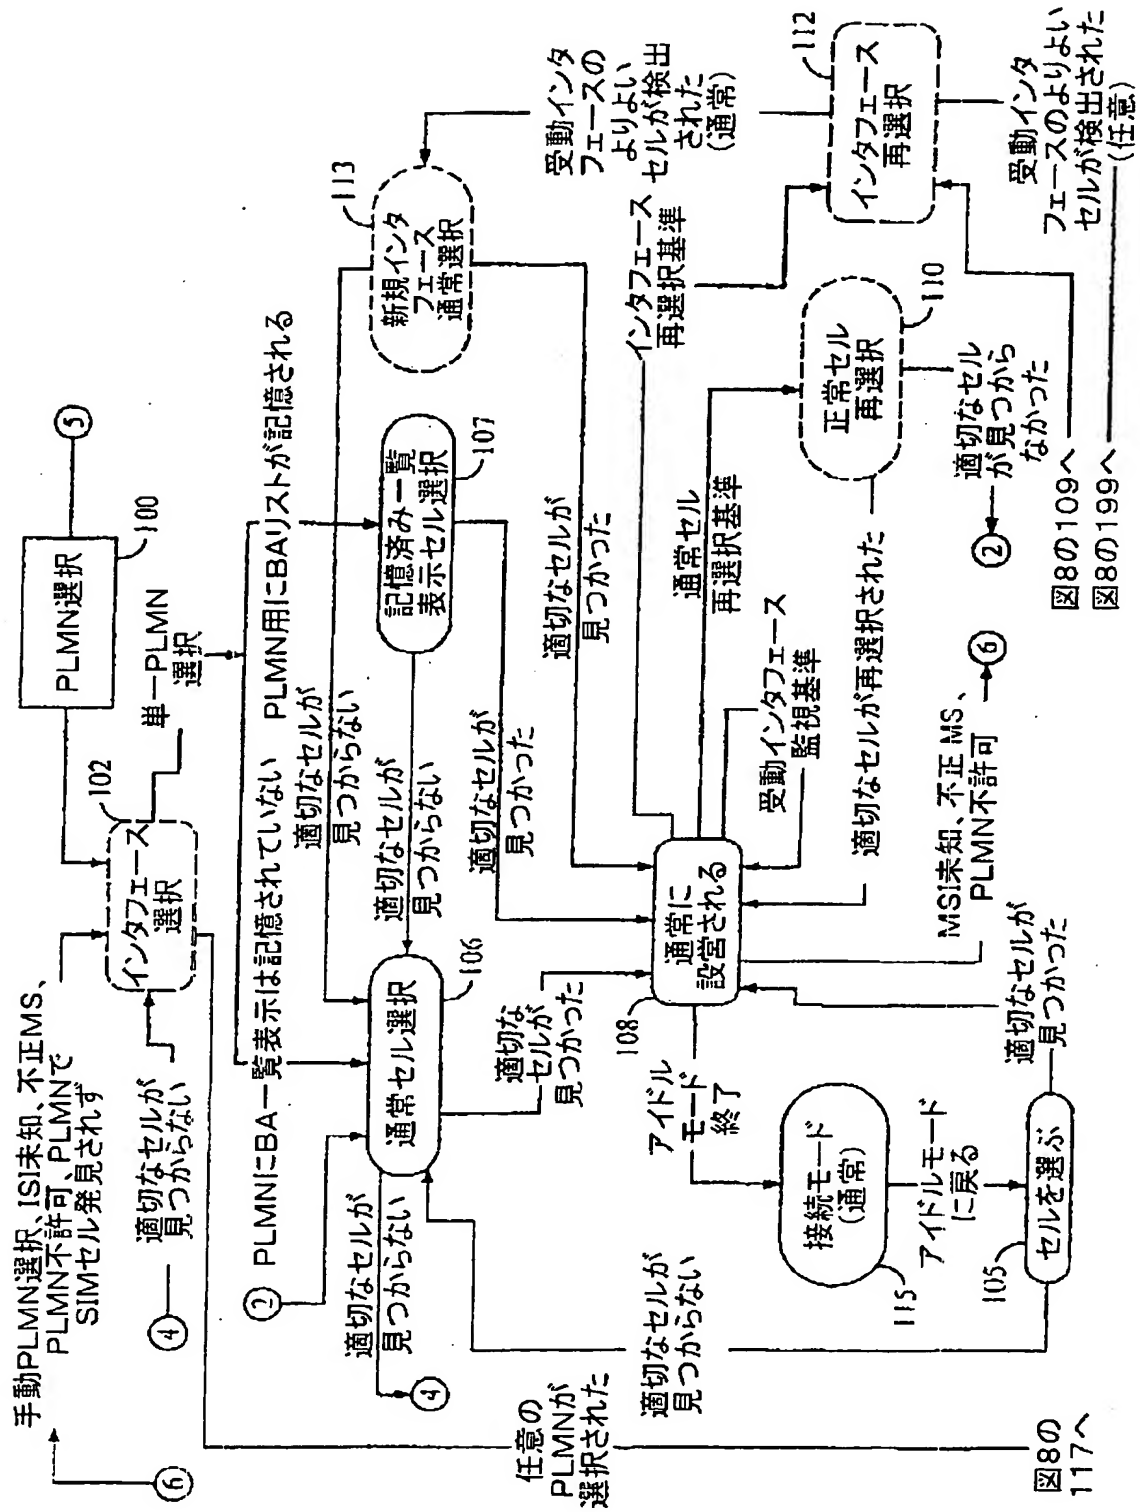 手動PLMN選択、ISI未知、不正MS、
PLMN不許可、PLMNで
SIMセル発見されず
6
4
適切なセルが
見つからない
102
インタフェース
選択
PLMN選択
100
5
単一PLMN
選択
2
PLMNにBA一覧表示は記憶されていない
PLMN用にBAリストが記憶される
適切なセルが
見つからない
4
通常セル選択
106
適切なセルが
見つからない
適切なセルが
見つからない
記憶済み一覧
表示セル選択
107
新規インタ
フェース
通常選択
113
適切な
セルが
見つかった
適切なセルが
見つかった
適切なセルが
見つかった
受動インタ
フェースの
よりよい
セルが検出
された
(通常)
任意の
PLMNが
選択された
適切なセルが
見つからない
アイドル
モード
終了
108
通常に
設営される
受動インタフェース
監視基準
通常セル
再選択基準
インタフェース
再選択基準
接続モード
(通常)
115
アイドルモード
に戻る
適切なセルが再選択された
正常セル
再選択
110
インタフェース
再選択
112
MSI未知、不正 MS、
PLMN不許可
6
適切なセル
が見つから
なかった
2
105
セルを選ぶ
適切なセルが
見つかった
受動インタ
フェースのよりよい
セルが検出された
(任意)
図8の
117へ
図8の109へ
図8の199へ